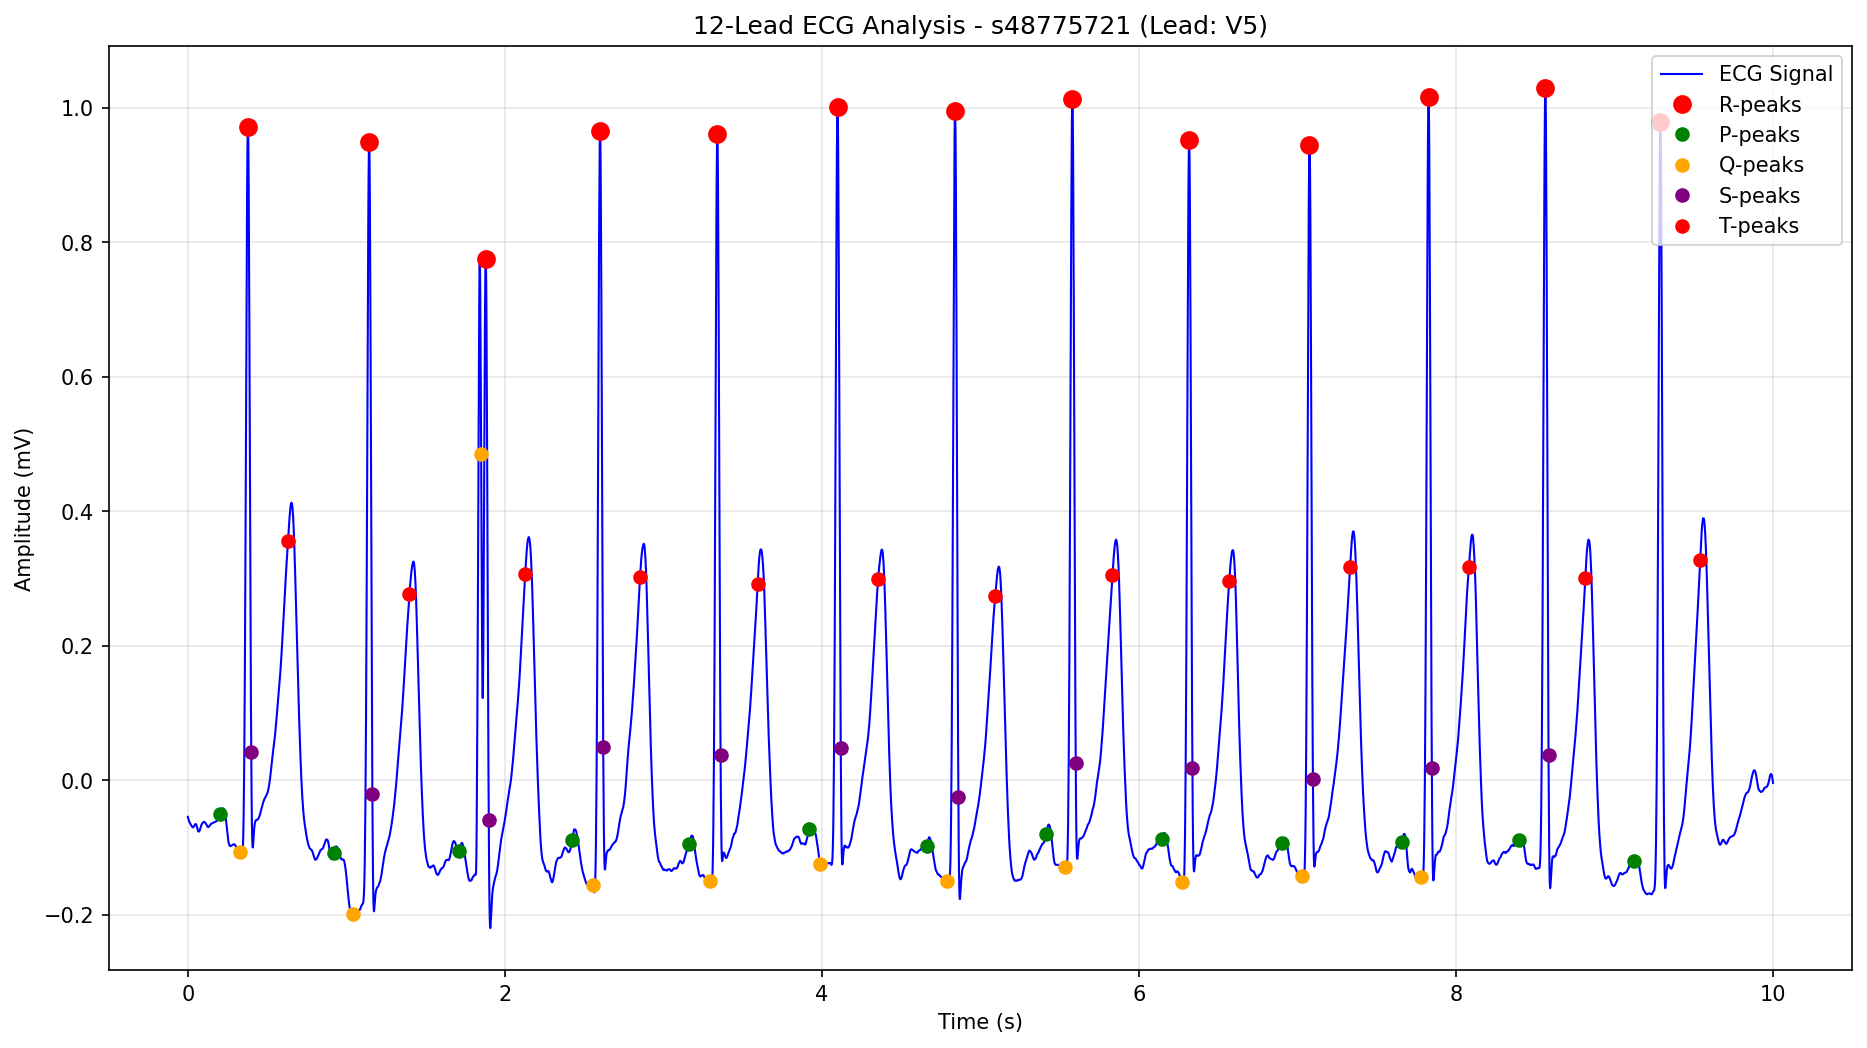 12-Lead ECG Analysis - s48775721 (Lead: V5)
ECG Signal
R-peaks
P-peaks
Q-peaks
S-peaks
T-peaks
Amplitude (mV)
1.0
0.8
0.6
0.4
0.2
0.0
−0.2
0 2 4 6 8 10
Time (s)